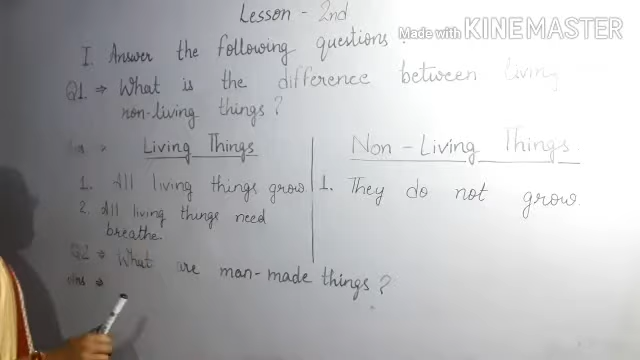 Lesson - 2nd
Made with KINEMASTER
I. Answer the following questions.
Q1. ⇒ What is the difference between living
non-living things?
Ans ⇒ Living Things
Non - Living Things
1. All living things grow
1. They do not grow.
2. All living things need
breathe.
Q2 ⇒ What are man-made things?
Ans ⇒